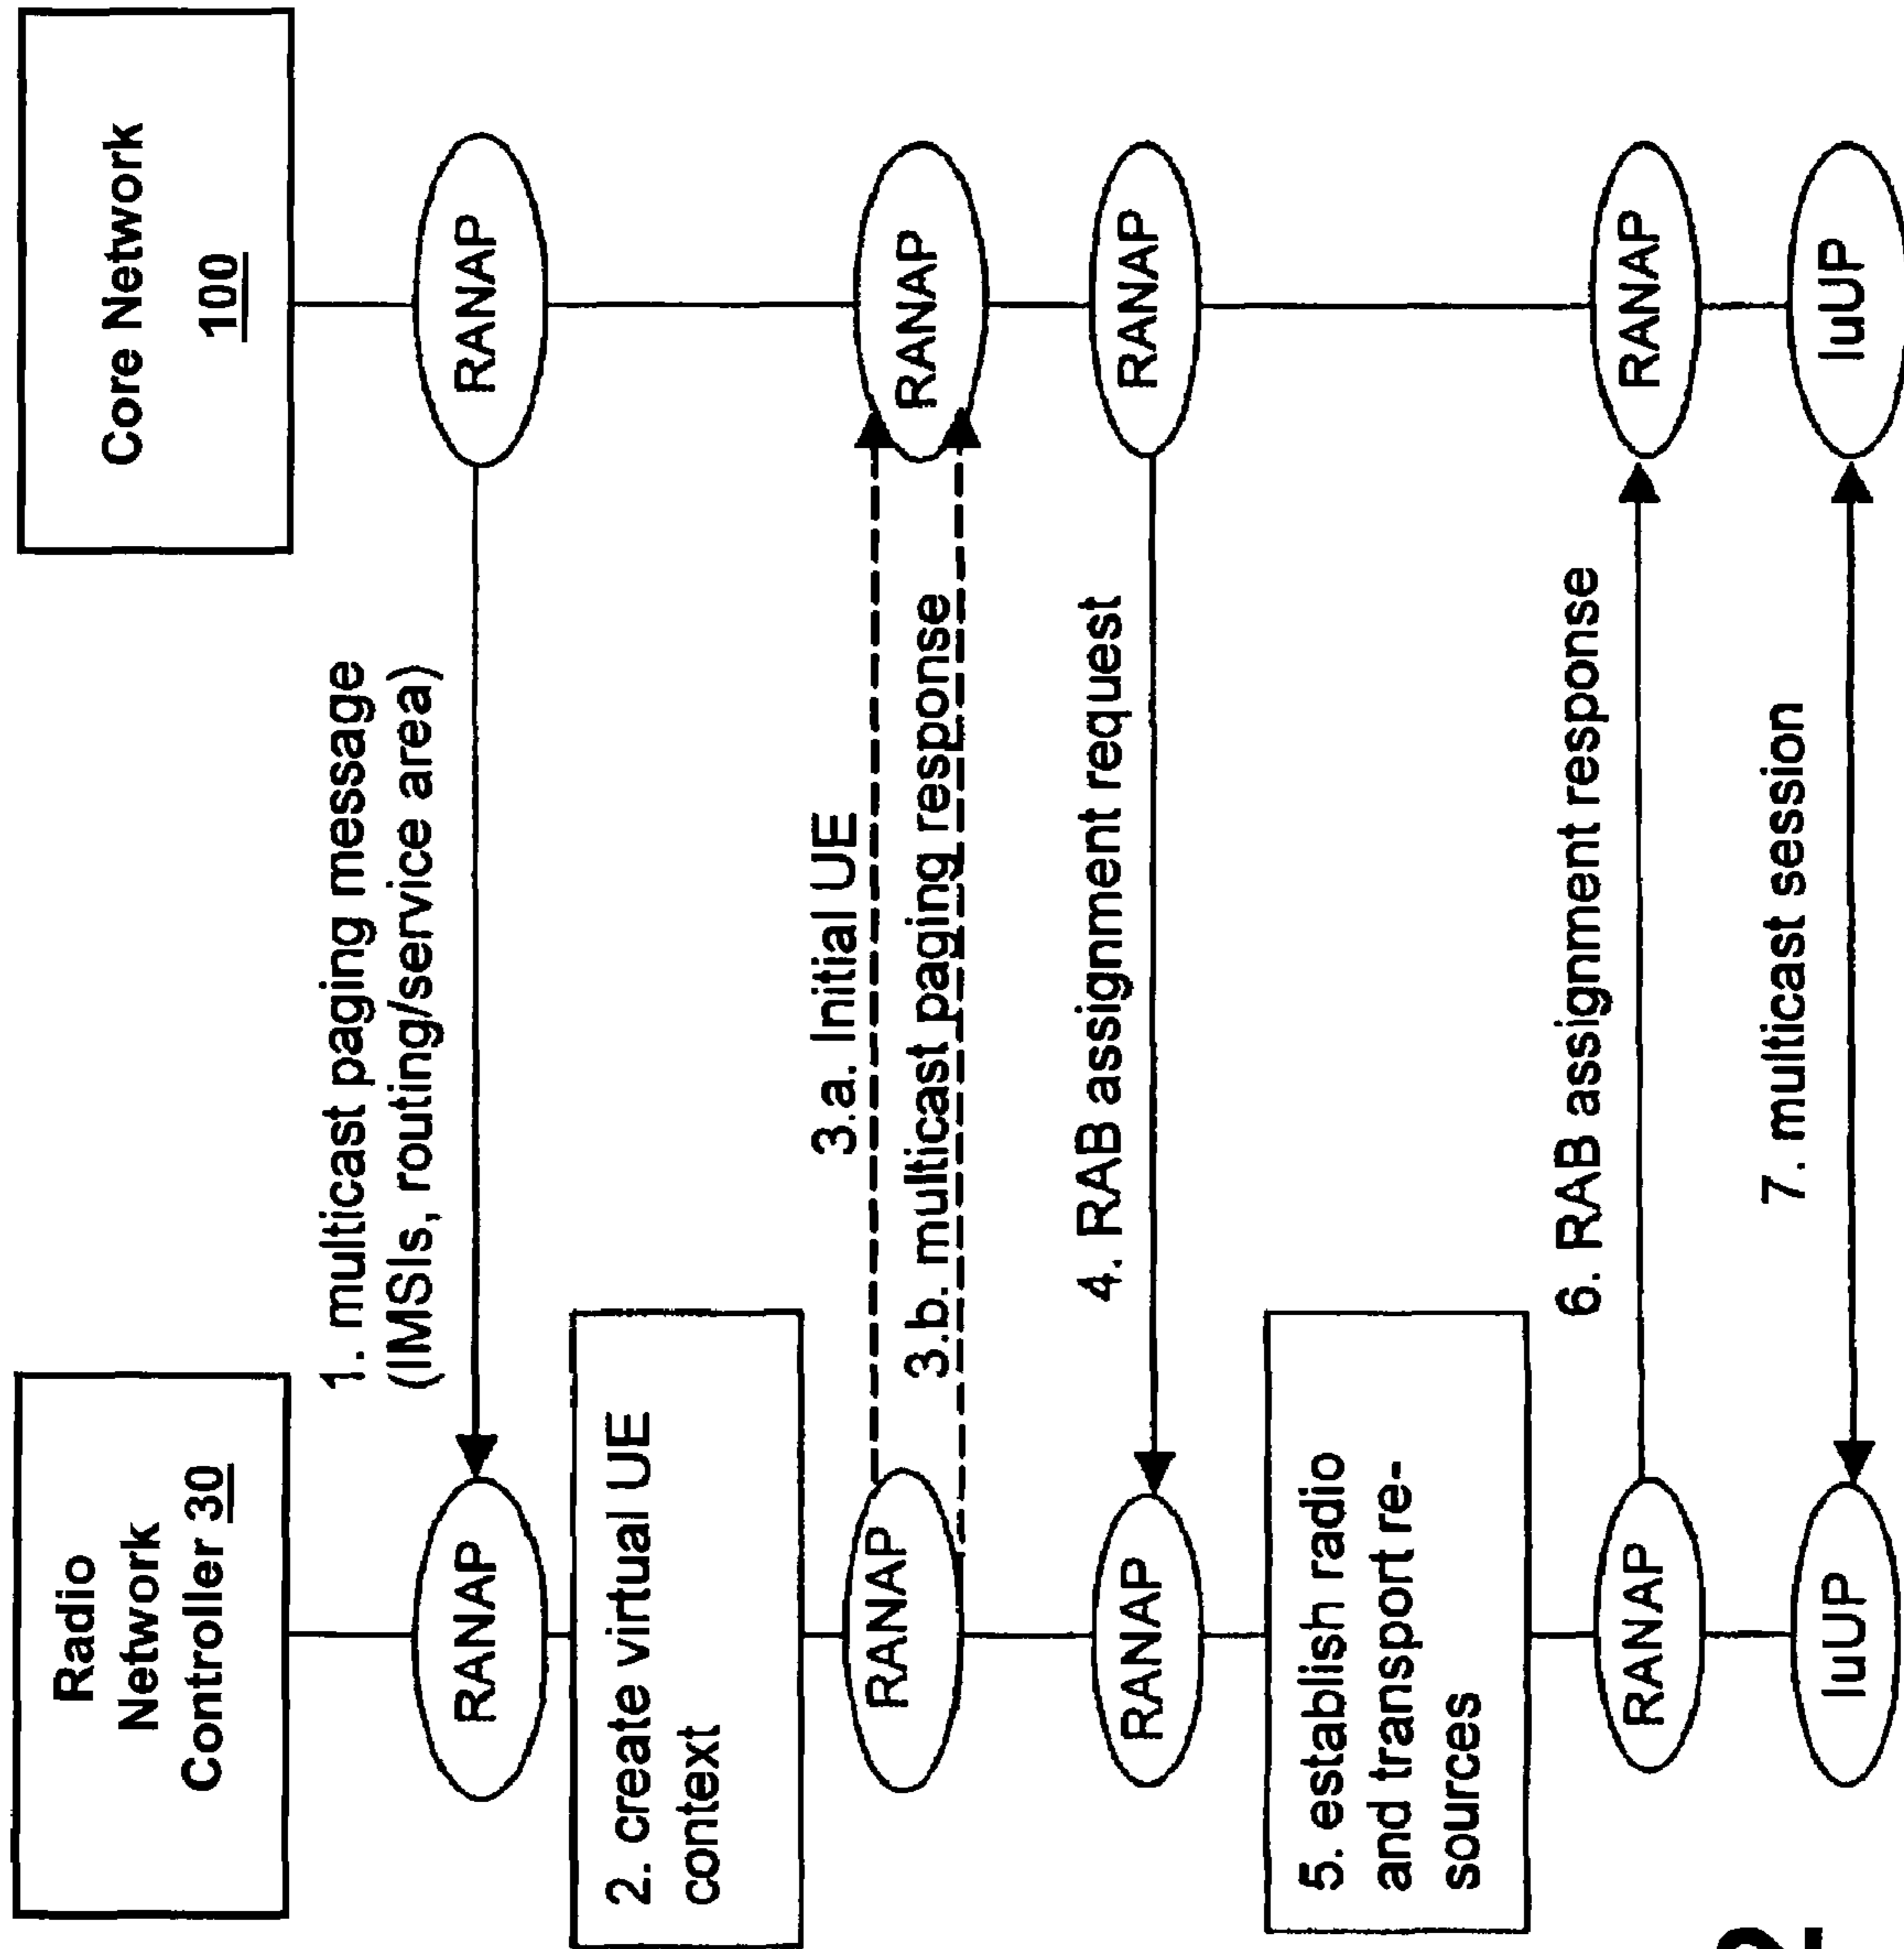 Radio
Network
Controller 30
Core Network
100
1. multicast paging message
(IMSIs, routing/service area)
RANAP
RANAP
2. create virtual UE
context
3.a. Initial UE
RANAP
RANAP
3.b. multicast paging response
4. RAB assignment request
RANAP
RANAP
5. establish radio
and transport re-
sources
6. RAB assignment response
RANAP
RANAP
7. multicast session
IuUP
IuUP